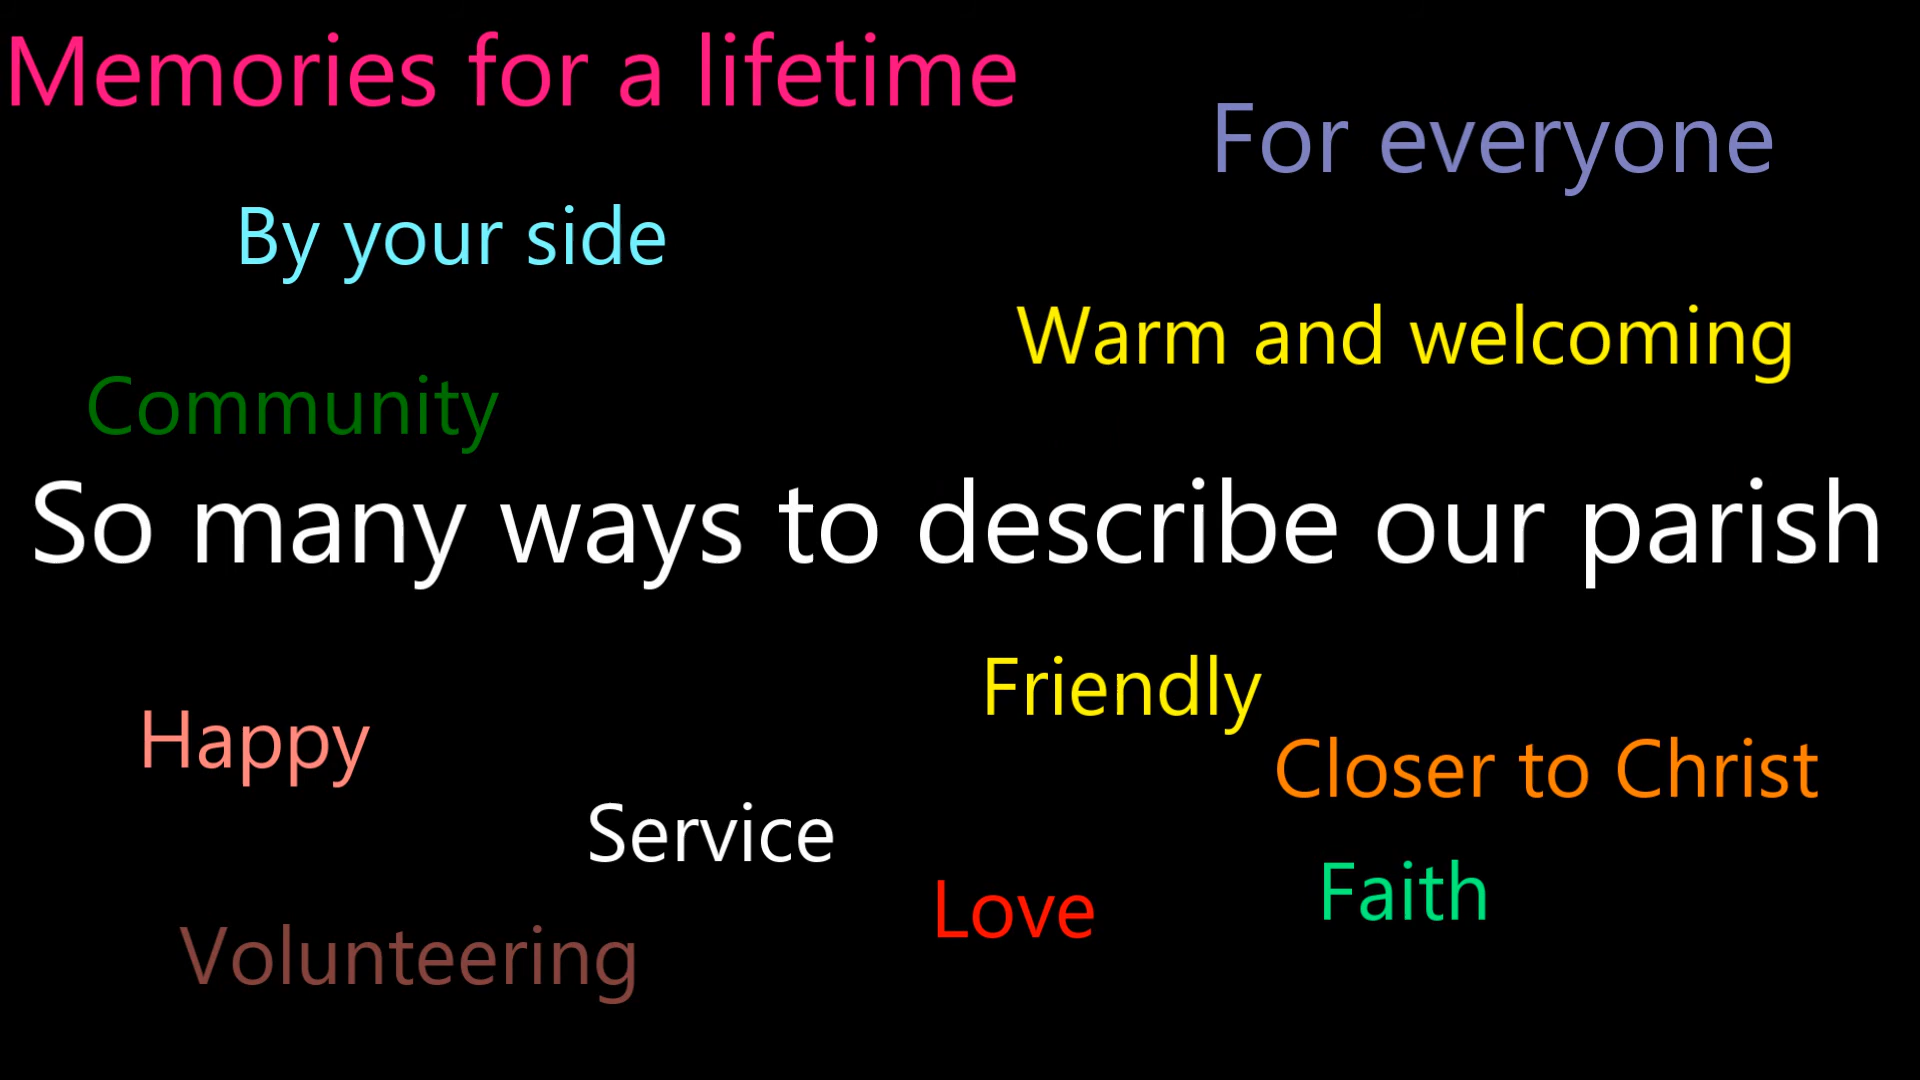 Memories for a lifetime
For everyone
By your side
Warm and welcoming
Community
So many ways to describe our parish
Friendly
Happy
Closer to Christ
Service
Faith
Love
Volunteering